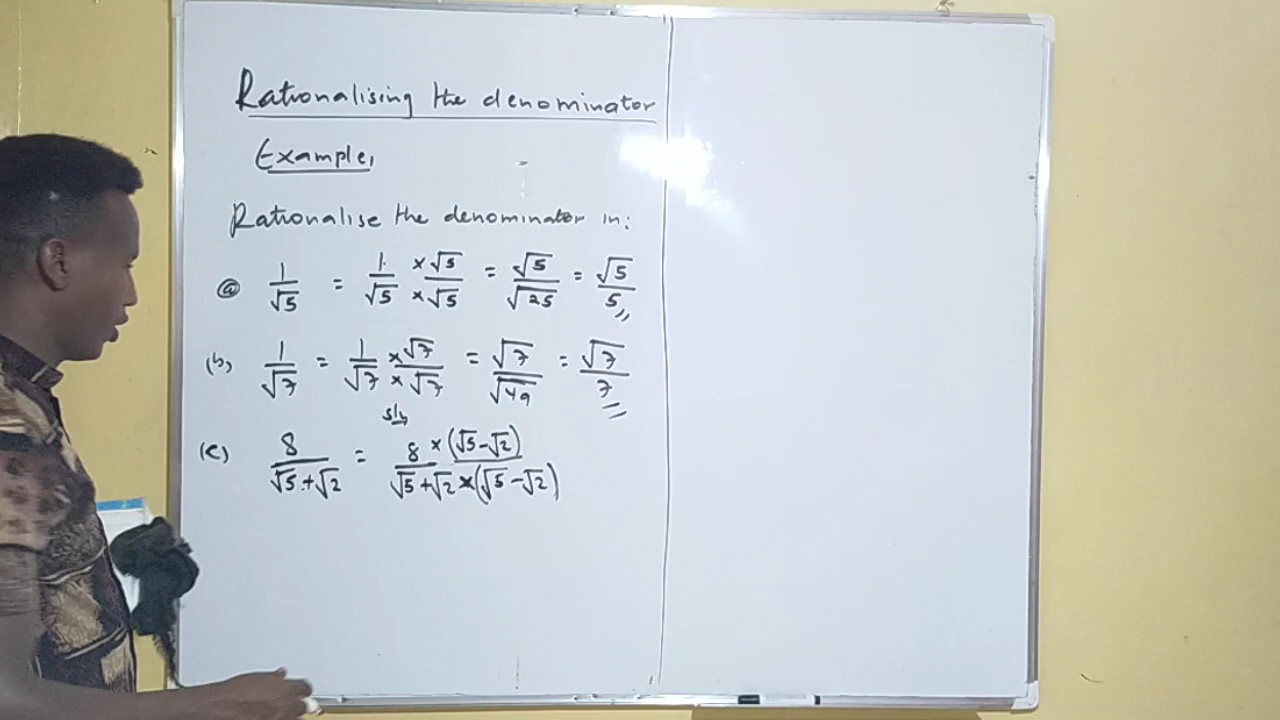 Rationalising the denominator
Example,
Rationalise the denominator in:
(a) 1/√5 = 1/√5 ×√5/×√5 = √5/√25 = √5/5
(b) 1/√7 = 1/√7 ×√7/×√7 = √7/√49 = √7/7
(c) 8/√5+√2 = 8×(√5-√2)/√5+√2×(√5-√2)